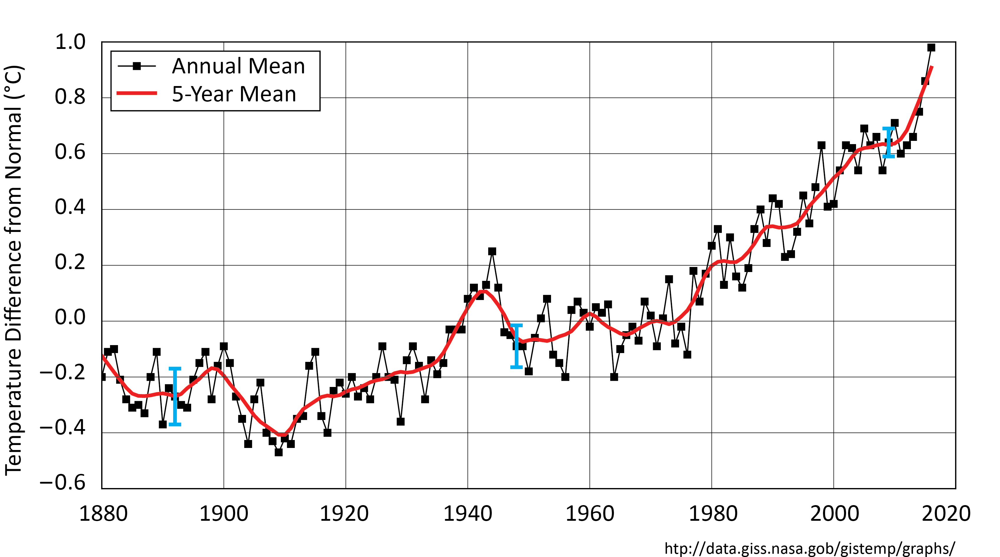 Temperature Difference from Normal (°C)
1.0
0.8
0.6
0.4
0.2
0.0
−0.2
−0.4
−0.6
Annual Mean
5-Year Mean
1880 1900 1920 1940 1960 1980 2000 2020
htp://data.giss.nasa.gob/gistemp/graphs/